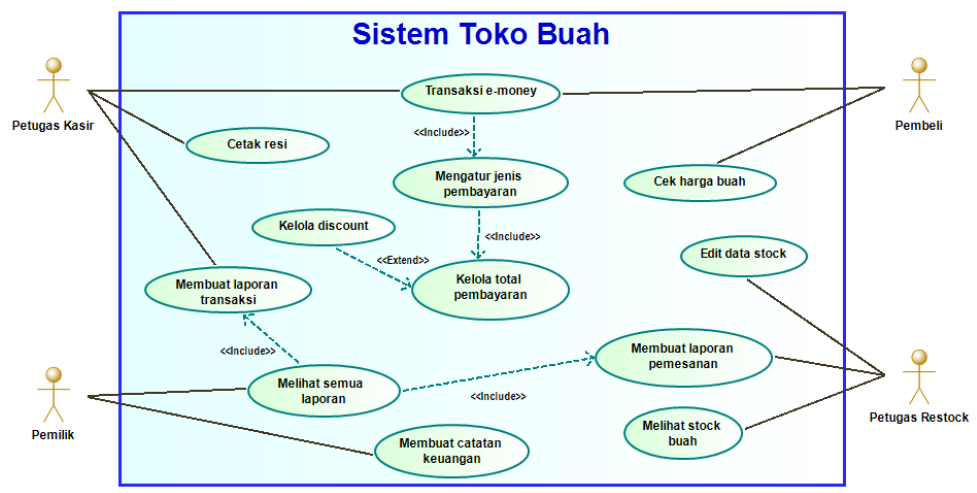 Sistem Toko Buah
Transaksi e-money
Petugas Kasir
Pembeli
<<Include>>
Cetak resi
Mengatur jenis
pembayaran
Cek harga buah
Kelola discount
<<Include>>
Edit data stock
<<Extend>>
Membuat laporan
transaksi
Kelola total
pembayaran
<<Include>>
Membuat laporan
pemesanan
Melihat semua
laporan
<<Include>>
Petugas Restock
Pemilik
Melihat stock
buah
Membuat catatan
keuangan